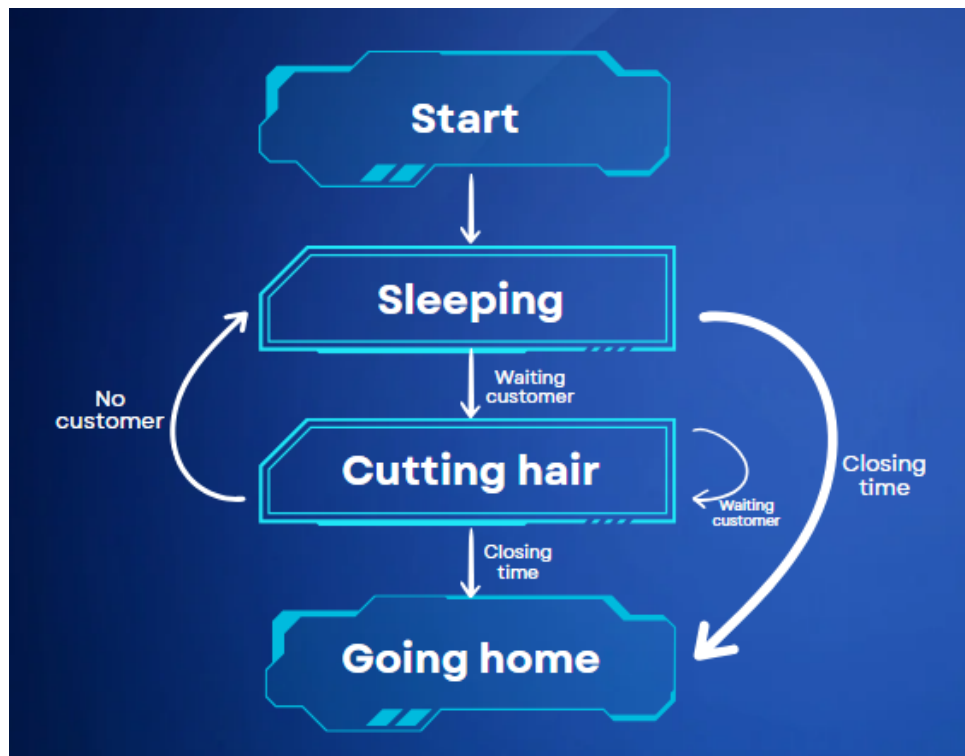 Start
Sleeping
Waiting
customer
No
customer
Cutting hair
Closing
time
Waiting
customer
Closing
time
Going home